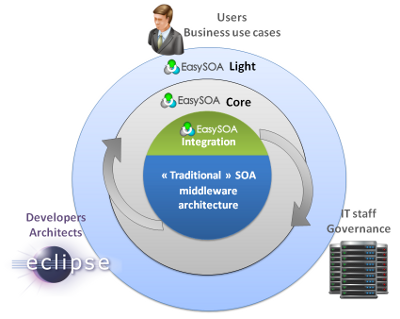 Users
Business use cases
EasySOA Light
EasySOA Core
EasySOA
Integration
« Traditional » SOA
middleware
architecture
Developers
Architects
eclipse
IT staff
Governance